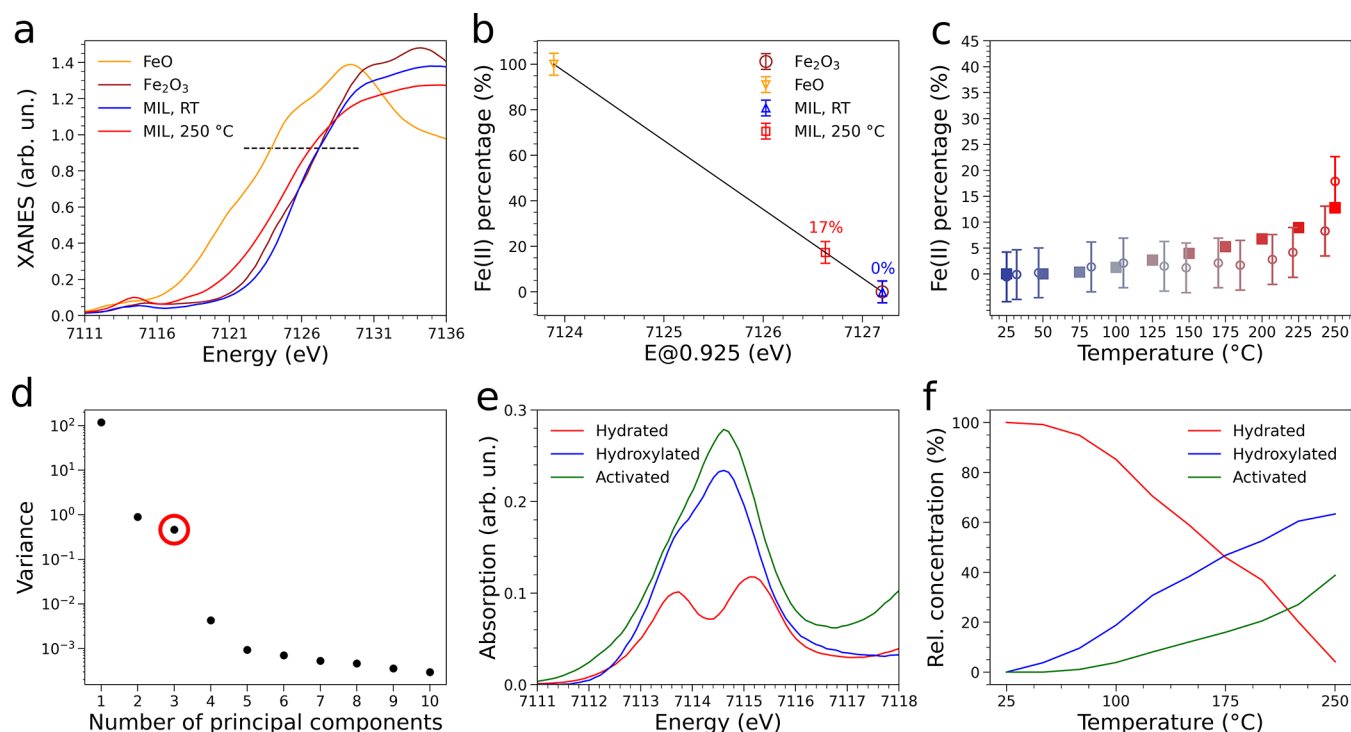 a
XANES (arb. un.)
1.4
1.2
1.0
0.8
0.6
0.4
0.2
0.0
FeO
Fe₂O₃
MIL, RT
MIL, 250 °C
7111 7116 7121 7126 7131 7136
Energy (eV)
b
Fe(II) percentage (%)
100
80
60
40
20
0
Fe₂O₃
FeO
MIL, RT
MIL, 250 °C
17%
0%
7124 7125 7126 7127
E@0.925 (eV)
c
Fe(II) percentage (%)
45
40
35
30
25
20
15
10
5
0
25 50 75 100 125 150 175 200 225 250
Temperature (°C)
d
Variance
10²
10¹
10⁰
10⁻¹
10⁻²
10⁻³
1 2 3 4 5 6 7 8 9 10
Number of principal components
e
Absorption (arb. un.)
0.3
0.2
0.1
0.0
Hydrated
Hydroxylated
Activated
7111 7112 7113 7114 7115 7116 7117 7118
Energy (eV)
f
Rel. concentration (%)
100
80
60
40
20
0
Hydrated
Hydroxylated
Activated
25 100 175 250
Temperature (°C)